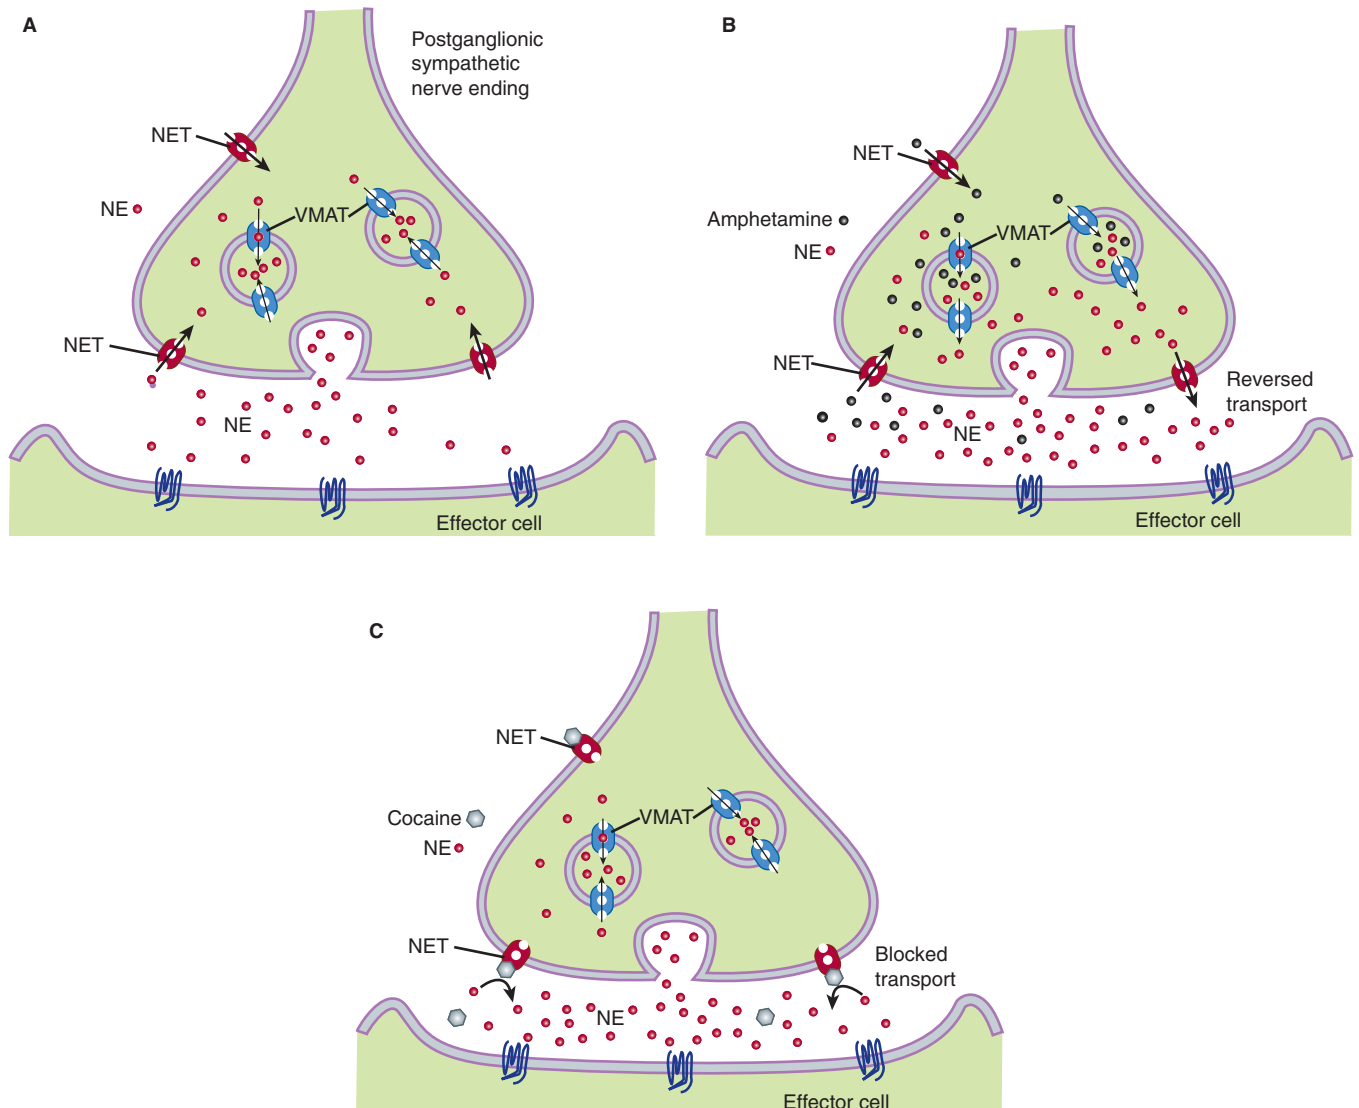 A
Postganglionic
sympathetic
nerve ending
NET
NE
VMAT
NET
NE
Effector cell
B
NET
Amphetamine
NE
VMAT
NET
Reversed
transport
NE
Effector cell
C
NET
Cocaine
NE
VMAT
NET
Blocked
transport
NE
Effector cell